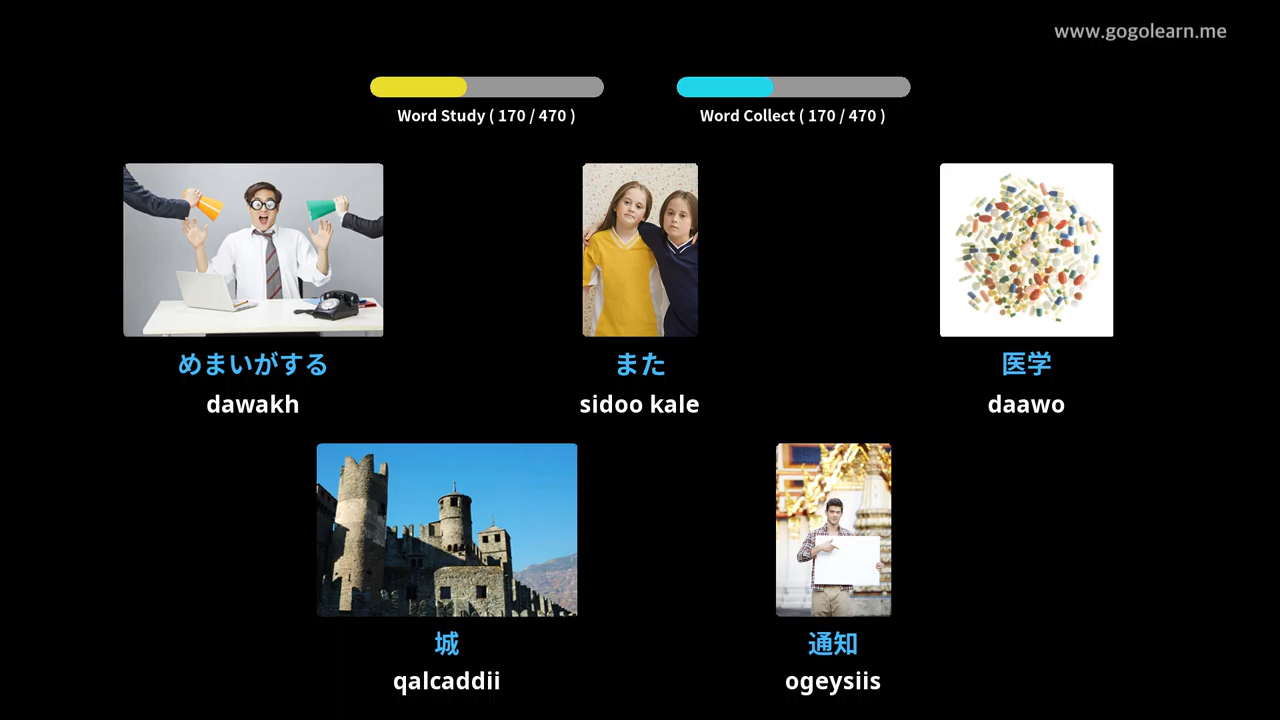 www.gogolearn.me
Word Study ( 170 / 470 )
Word Collect ( 170 / 470 )
めまいがする
dawakh
また
sidoo kale
医学
daawo
城
qalcaddii
通知
ogeysiis